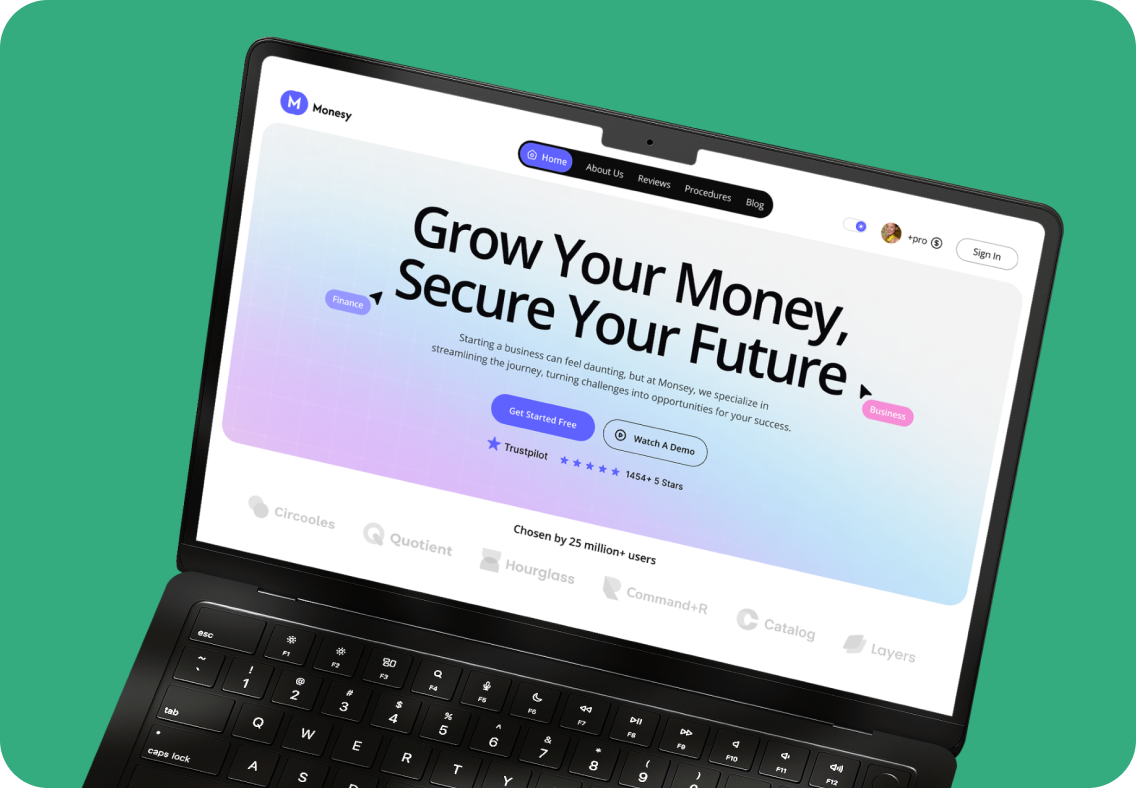 M Monesy
Home About Us Reviews Procedures Blog
+pro $ Sign In
Grow Your Money,
Secure Your Future
Finance
Business
Starting a business can feel daunting, but at Monsey, we specialize in
streamlining the journey, turning challenges into opportunities for your success.
Get Started Free Watch A Demo
Trustpilot 1454+ 5 Stars
Chosen by 25 million+ users
Circooles Quotient Hourglass Command+R Catalog Layers
esc F1 F2 F3 F4 F5 F6 F7 F8 F9 F10 F11 F12
~ ! @ # $ % ^ & * ( )
` 1 2 3 4 5 6 7 8 9
tab Q W E R T Y
caps lock A S